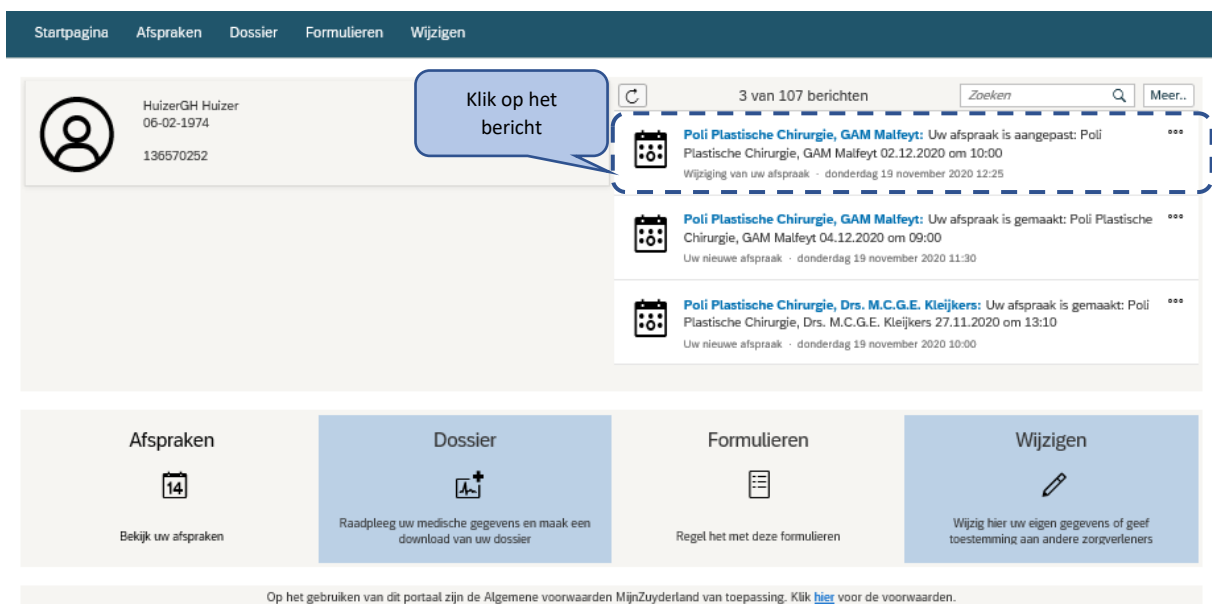 Startpagina Afspraken Dossier Formulieren Wijzigen
HuizerGH Huizer
06-02-1974
136570252
Klik op het
bericht
3 van 107 berichten Zoeken Meer..
Poli Plastische Chirurgie, GAM Malfeyt: Uw afspraak is aangepast: Poli
Plastische Chirurgie, GAM Malfeyt 02.12.2020 om 10:00
Wijziging van uw afspraak · donderdag 19 november 2020 12:25
Poli Plastische Chirurgie, GAM Malfeyt: Uw afspraak is gemaakt: Poli Plastische
Chirurgie, GAM Malfeyt 04.12.2020 om 09:00
Uw nieuwe afspraak · donderdag 19 november 2020 11:30
Poli Plastische Chirurgie, Drs. M.C.G.E. Kleijkers: Uw afspraak is gemaakt: Poli
Plastische Chirurgie, Drs. M.C.G.E. Kleijkers 27.11.2020 om 13:10
Uw nieuwe afspraak · donderdag 19 november 2020 10:00
Afspraken
14
Bekijk uw afspraken
Dossier
Raadpleeg uw medische gegevens en maak een
download van uw dossier
Formulieren
Regel het met deze formulieren
Wijzigen
Wijzig hier uw eigen gegevens of geef
toestemming aan andere zorgverleners
Op het gebruiken van dit portaal zijn de Algemene voorwaarden MijnZuyderland van toepassing. Klik hier voor de voorwaarden.